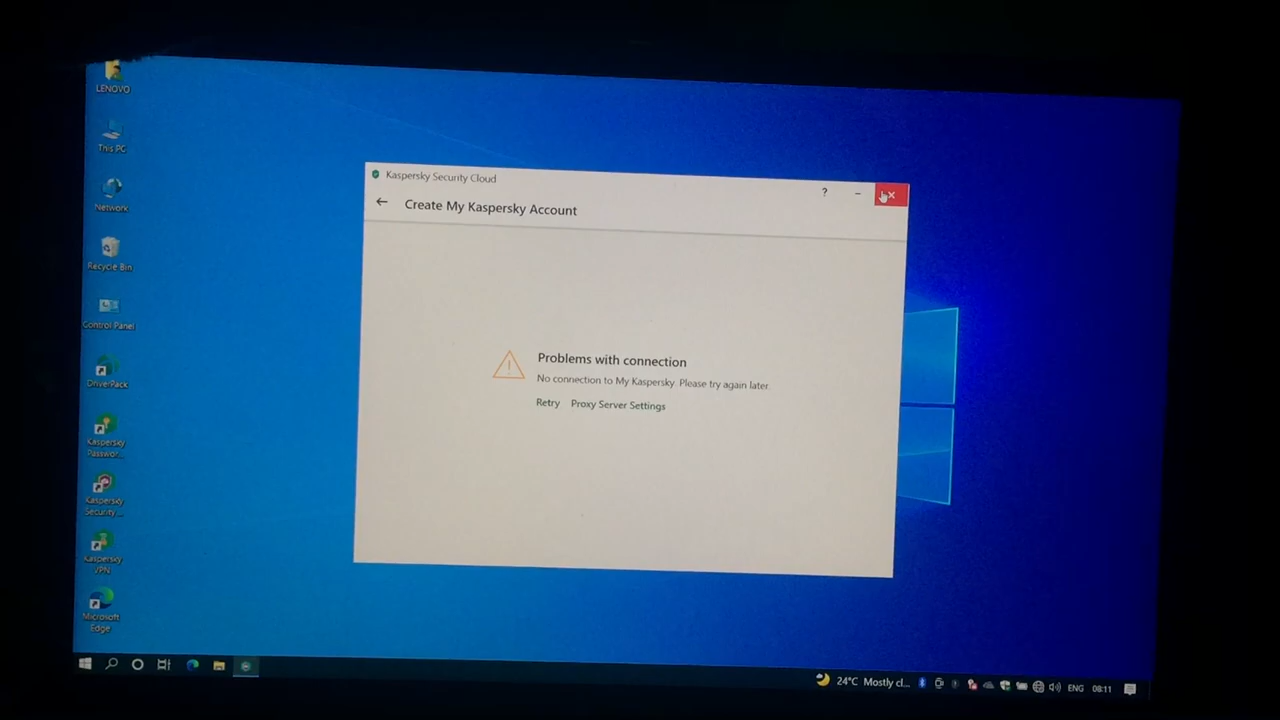 LENOVO
This PC
Network
Recycle Bin
Control Panel
DriverPack
Kaspersky
Passwor...
Kaspersky
Security...
Kaspersky
VPN
Microsoft
Edge
Kaspersky Security Cloud
?
Create My Kaspersky Account
Problems with connection
No connection to My Kaspersky. Please try again later.
Retry Proxy Server Settings
24°C Mostly cl...
ENG
08:11